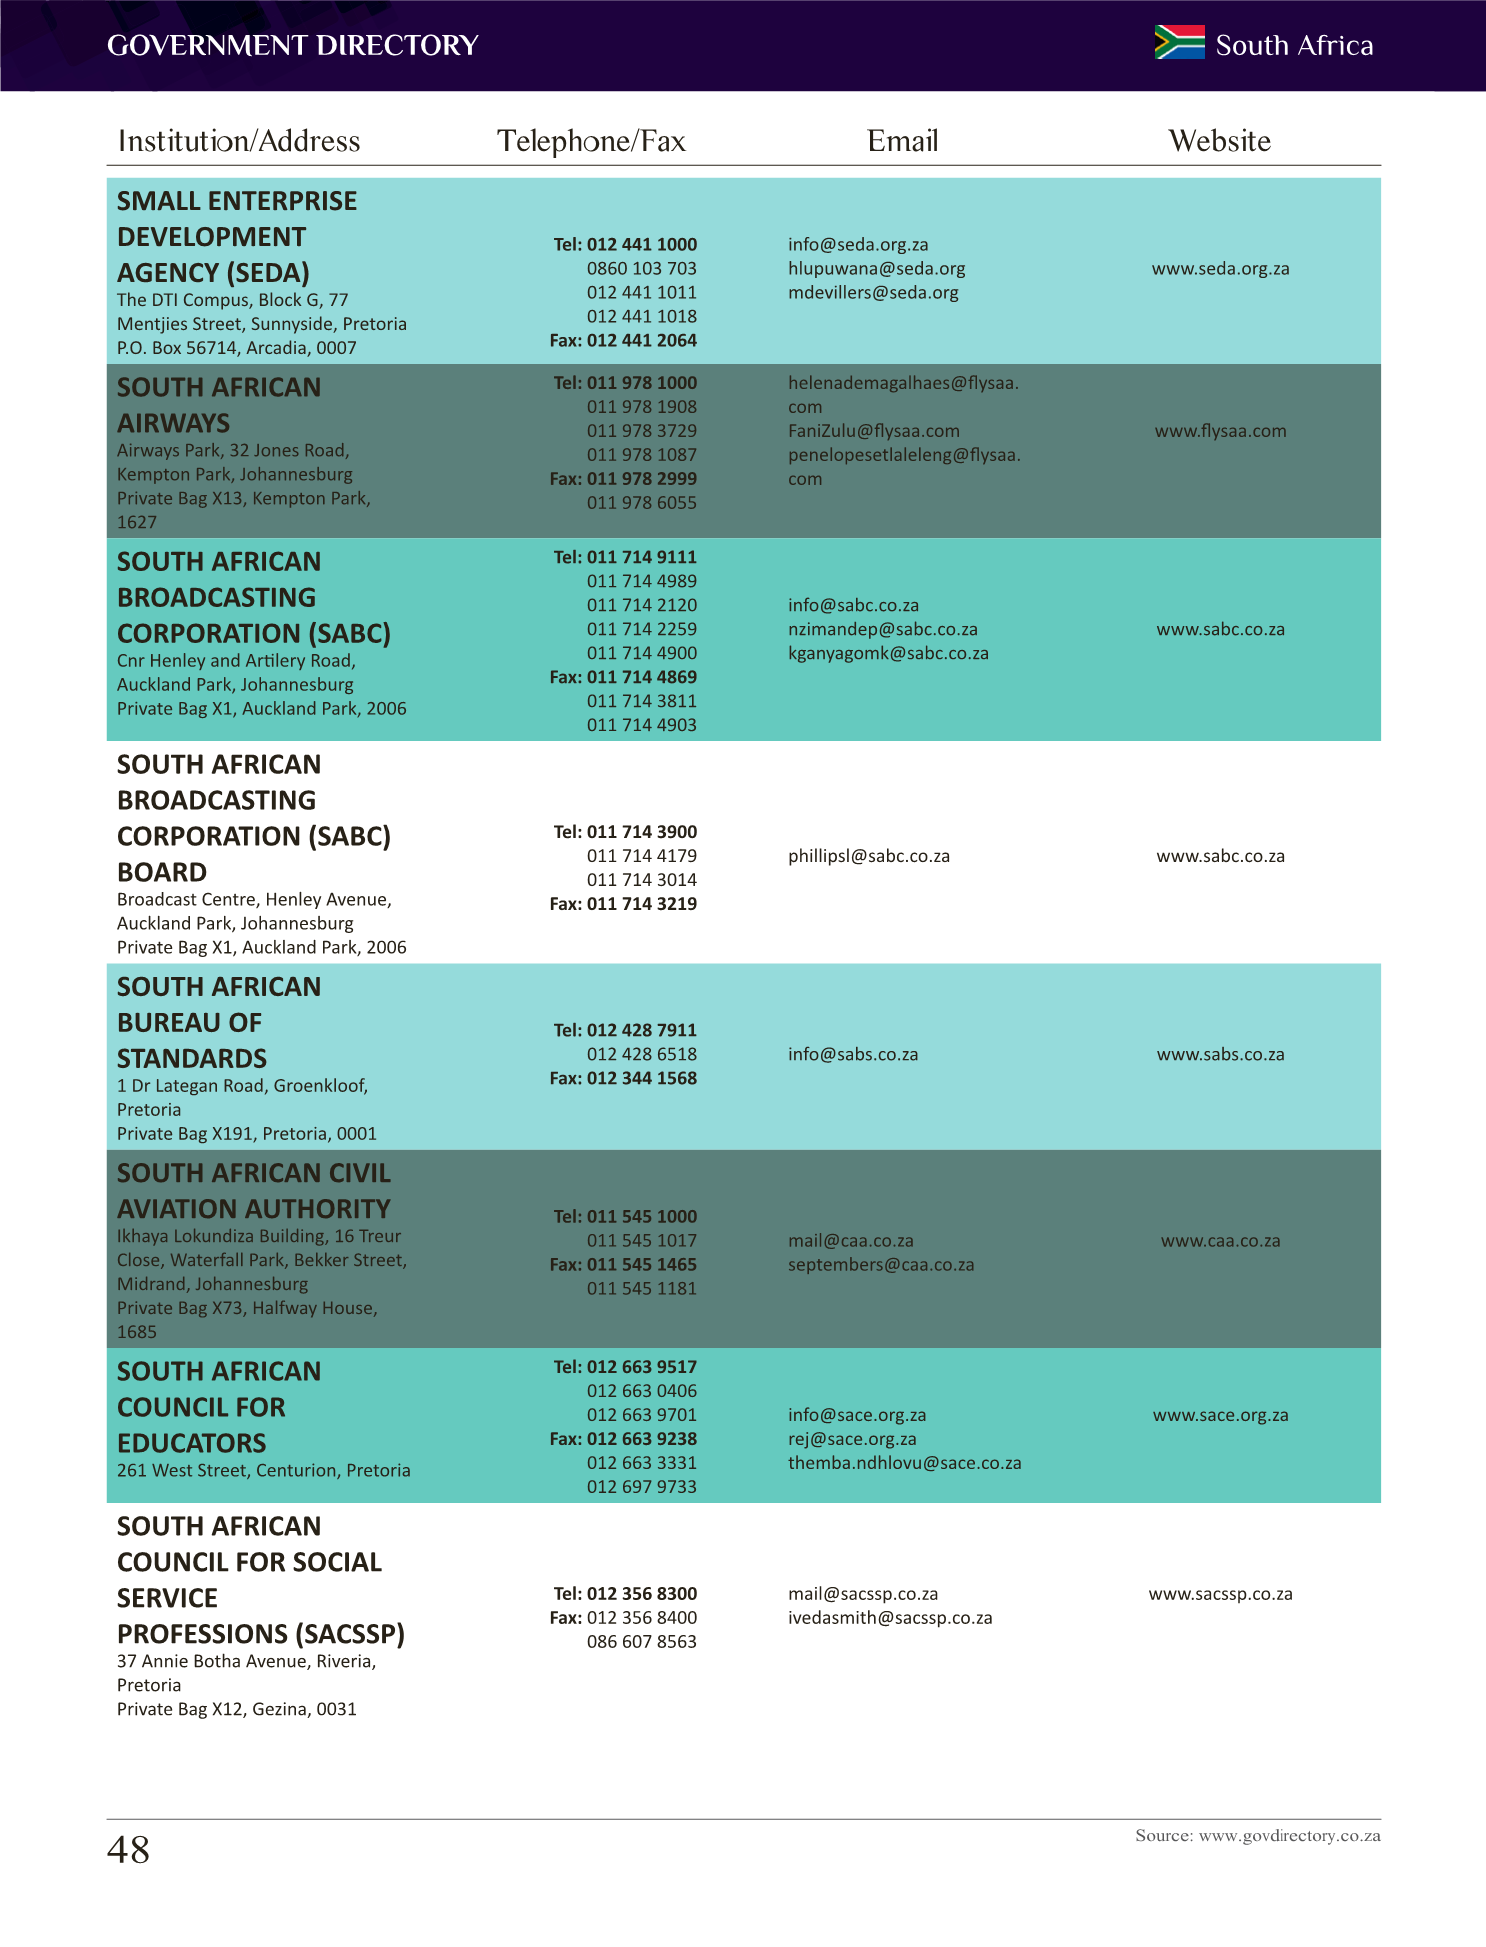 GOVERNMENT DIRECTORY
South Africa
Institution/Address
Telephone/Fax
Email
Website
SMALL ENTERPRISE
DEVELOPMENT
AGENCY (SEDA)
The DTI Compus, Block G, 77
Mentjies Street, Sunnyside, Pretoria
P.O. Box 56714, Arcadia, 0007
Tel: 012 441 1000
0860 103 703
012 441 1011
012 441 1018
Fax: 012 441 2064
info@seda.org.za
hlupuwana@seda.org
mdevillers@seda.org
www.seda.org.za
SOUTH AFRICAN
AIRWAYS
Airways Park, 32 Jones Road,
Kempton Park, Johannesburg
Private Bag X13, Kempton Park,
1627
Tel: 011 978 1000
011 978 1908
011 978 3729
011 978 1087
Fax: 011 978 2999
011 978 6055
helenademagalhaes@flysaa.
com
FaniZulu@flysaa.com
penelopesetlaleleng@flysaa.
com
www.flysaa.com
SOUTH AFRICAN
BROADCASTING
CORPORATION (SABC)
Cnr Henley and Artilery Road,
Auckland Park, Johannesburg
Private Bag X1, Auckland Park, 2006
Tel: 011 714 9111
011 714 4989
011 714 2120
011 714 2259
011 714 4900
Fax: 011 714 4869
011 714 3811
011 714 4903
info@sabc.co.za
nzimandep@sabc.co.za
kganyagomk@sabc.co.za
www.sabc.co.za
SOUTH AFRICAN
BROADCASTING
CORPORATION (SABC)
BOARD
Broadcast Centre, Henley Avenue,
Auckland Park, Johannesburg
Private Bag X1, Auckland Park, 2006
Tel: 011 714 3900
011 714 4179
011 714 3014
Fax: 011 714 3219
phillipsl@sabc.co.za
www.sabc.co.za
SOUTH AFRICAN
BUREAU OF
STANDARDS
1 Dr Lategan Road, Groenkloof,
Pretoria
Private Bag X191, Pretoria, 0001
Tel: 012 428 7911
012 428 6518
Fax: 012 344 1568
info@sabs.co.za
www.sabs.co.za
SOUTH AFRICAN CIVIL
AVIATION AUTHORITY
Ikhaya Lokundiza Building, 16 Treur
Close, Waterfall Park, Bekker Street,
Midrand, Johannesburg
Private Bag X73, Halfway House,
1685
Tel: 011 545 1000
011 545 1017
Fax: 011 545 1465
011 545 1181
mail@caa.co.za
septembers@caa.co.za
www.caa.co.za
SOUTH AFRICAN
COUNCIL FOR
EDUCATORS
261 West Street, Centurion, Pretoria
Tel: 012 663 9517
012 663 0406
012 663 9701
Fax: 012 663 9238
012 663 3331
012 697 9733
info@sace.org.za
rej@sace.org.za
themba.ndhlovu@sace.co.za
www.sace.org.za
SOUTH AFRICAN
COUNCIL FOR SOCIAL
SERVICE
PROFESSIONS (SACSSP)
37 Annie Botha Avenue, Riveria,
Pretoria
Private Bag X12, Gezina, 0031
Tel: 012 356 8300
Fax: 012 356 8400
086 607 8563
mail@sacssp.co.za
ivedasmith@sacssp.co.za
www.sacssp.co.za
48
Source: www.govdirectory.co.za